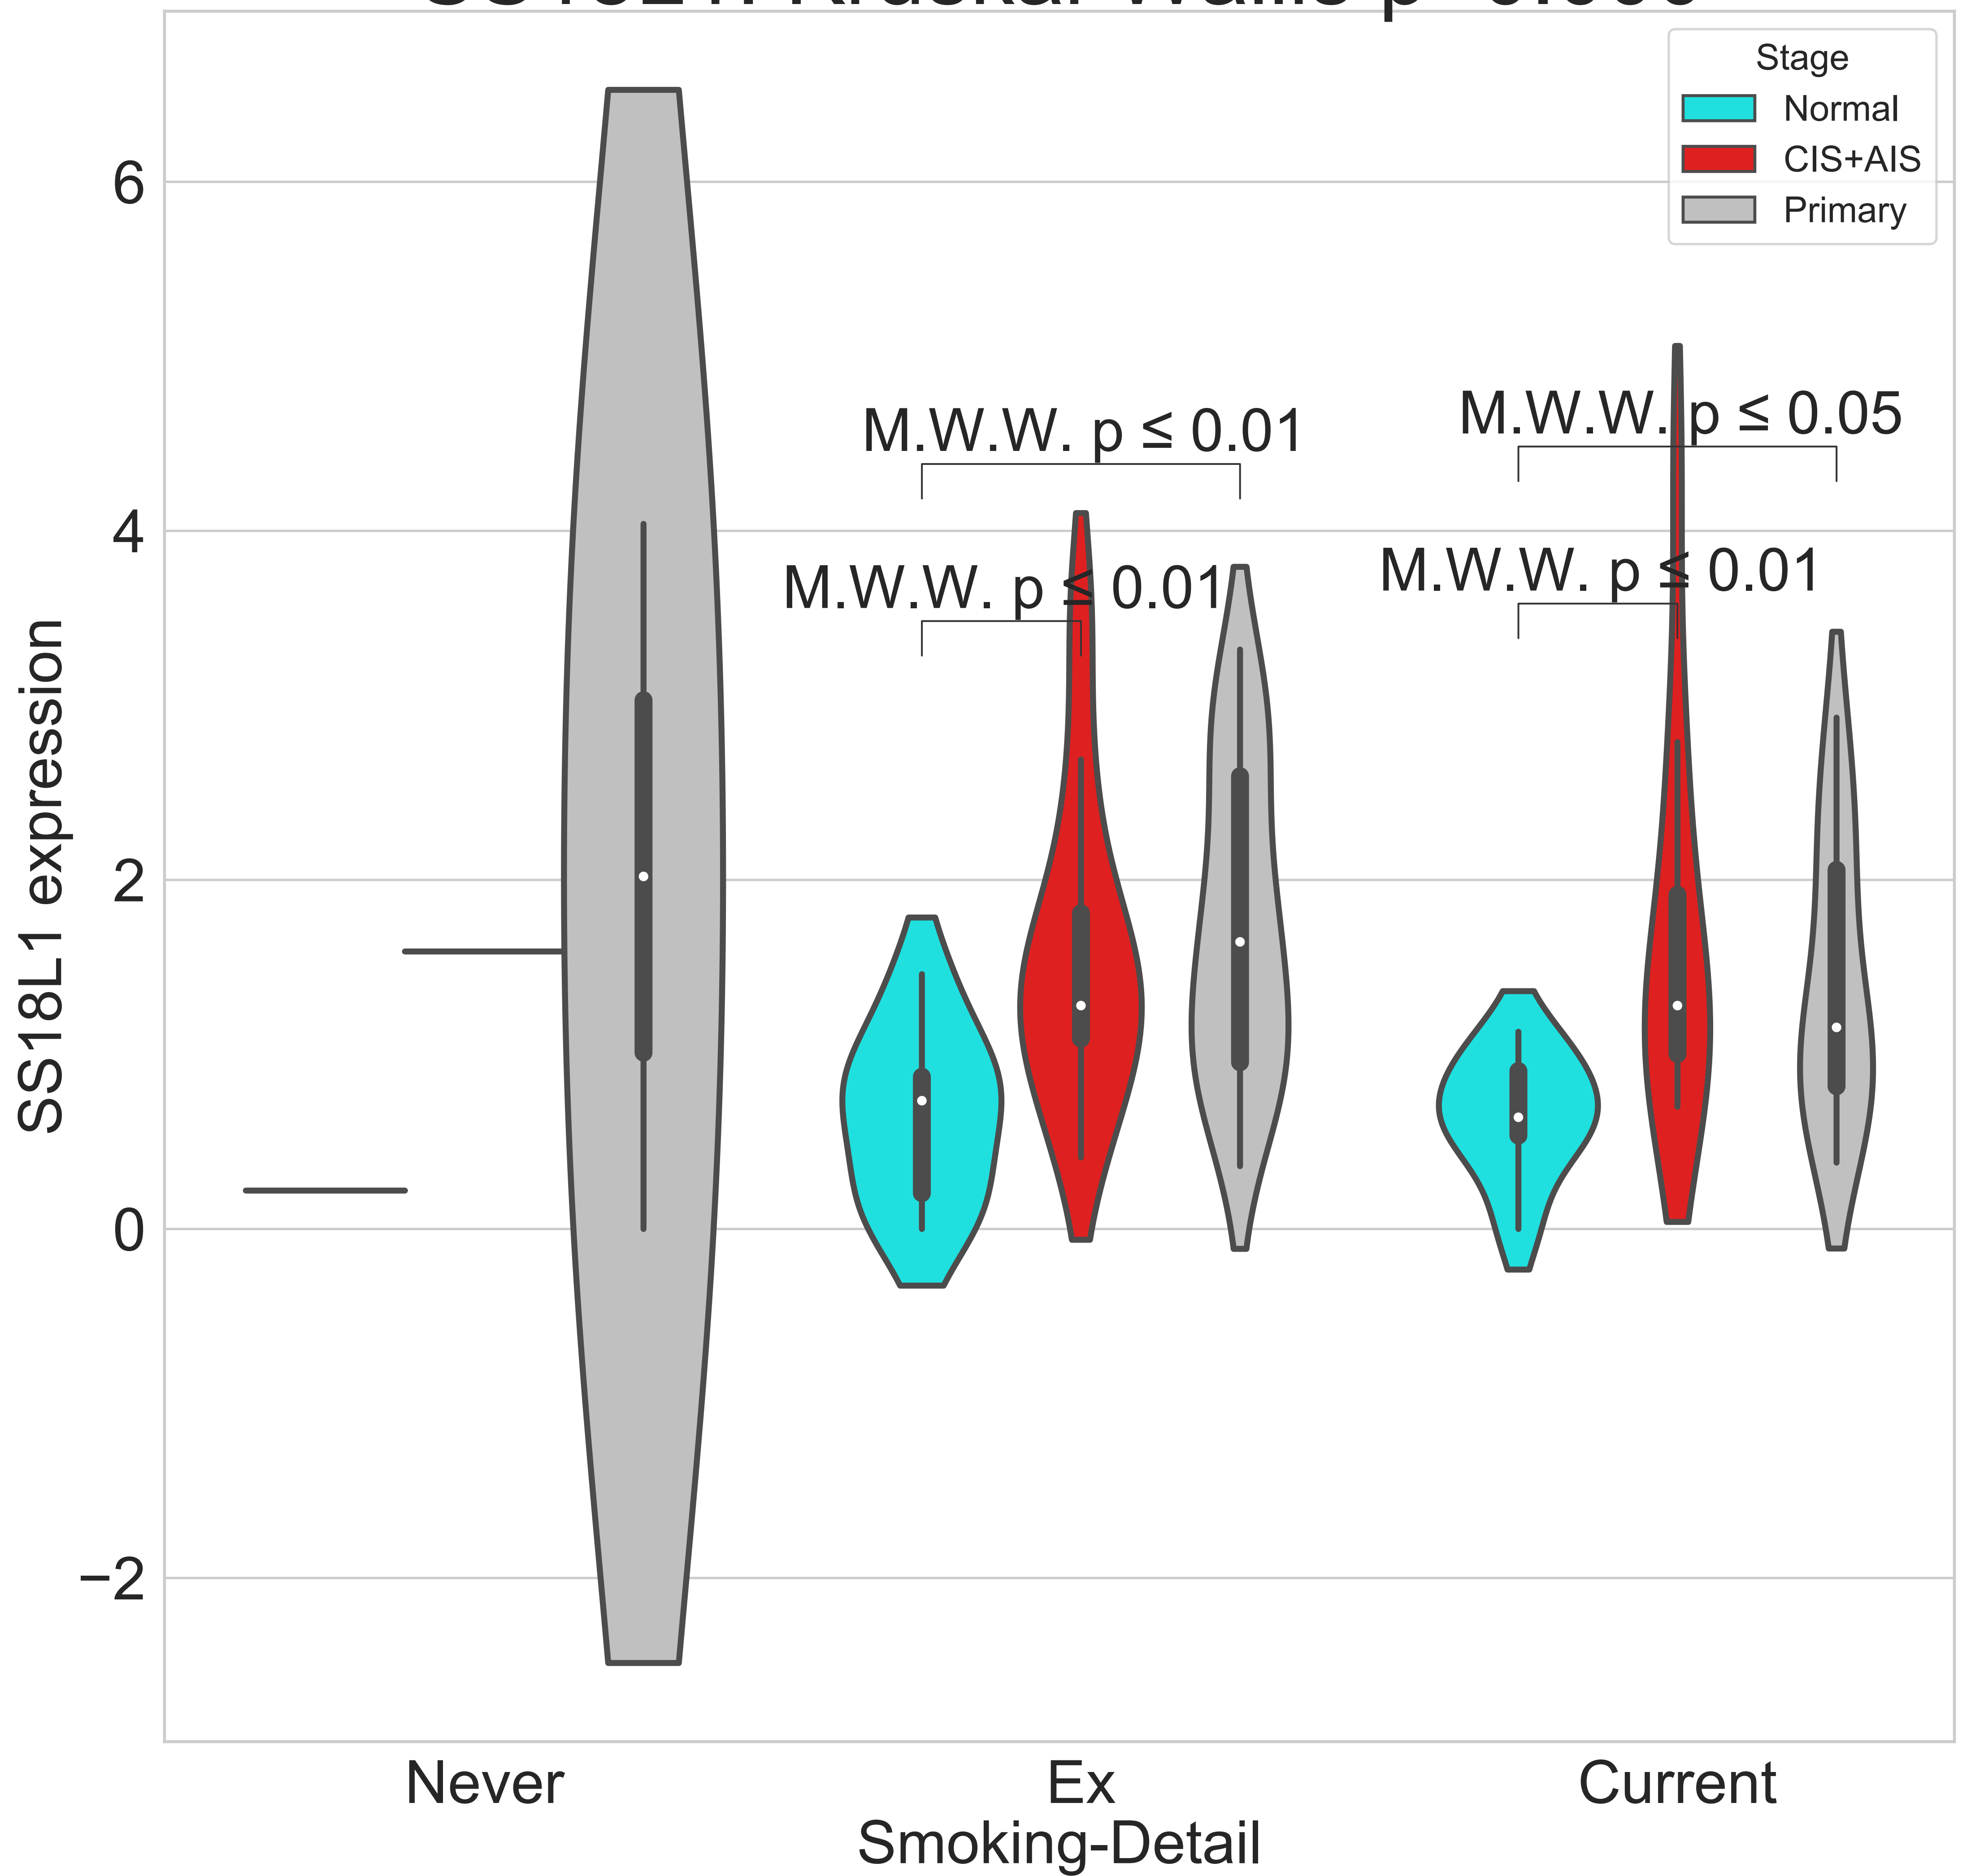 Stage
Normal
CIS+AIS
Primary
6
4
2
0
−2
SS18L1 expression
M.W.W. p ≤ 0.01
M.W.W. p ≤ 0.01
M.W.W. p ≤ 0.05
M.W.W. p ≤ 0.01
Never
Ex
Current
Smoking-Detail